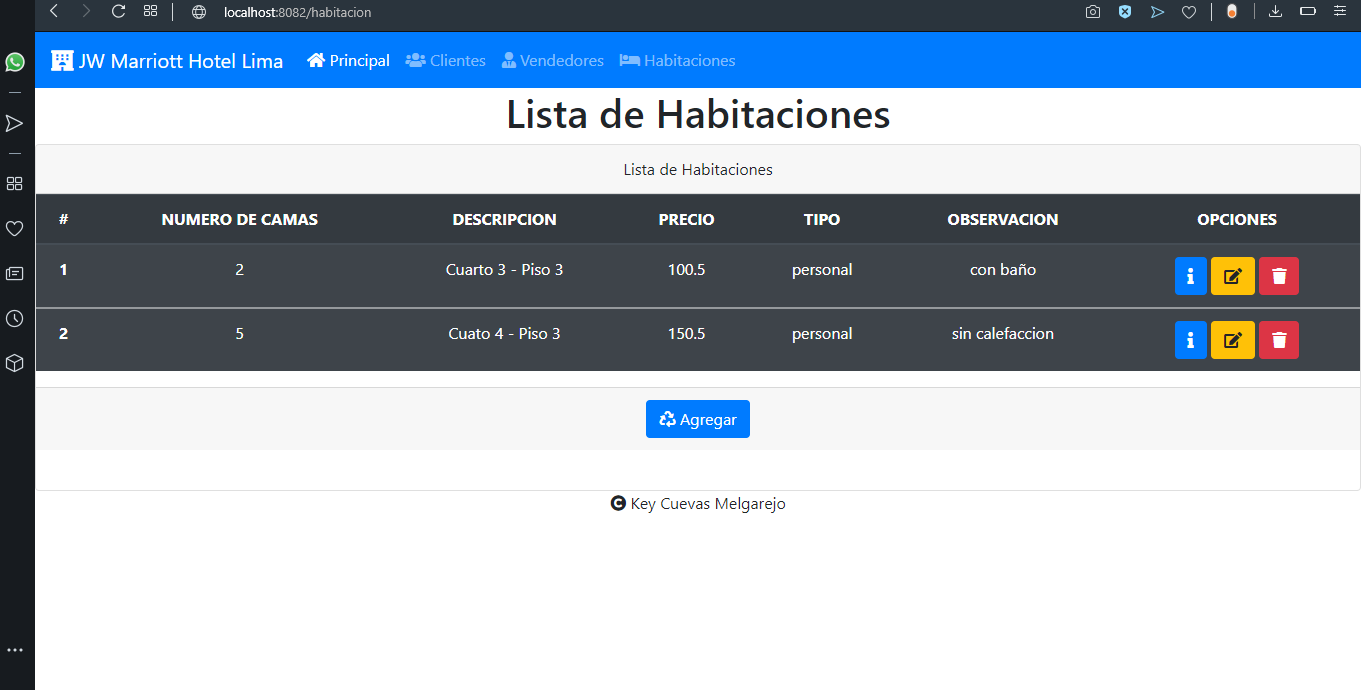 localhost:8082/habitacion
JW Marriott Hotel Lima Principal Clientes Vendedores Habitaciones
Lista de Habitaciones
Lista de Habitaciones
# NUMERO DE CAMAS DESCRIPCION PRECIO TIPO OBSERVACION OPCIONES
1 2 Cuarto 3 - Piso 3 100.5 personal con baño
2 5 Cuato 4 - Piso 3 150.5 personal sin calefaccion
Agregar
Key Cuevas Melgarejo